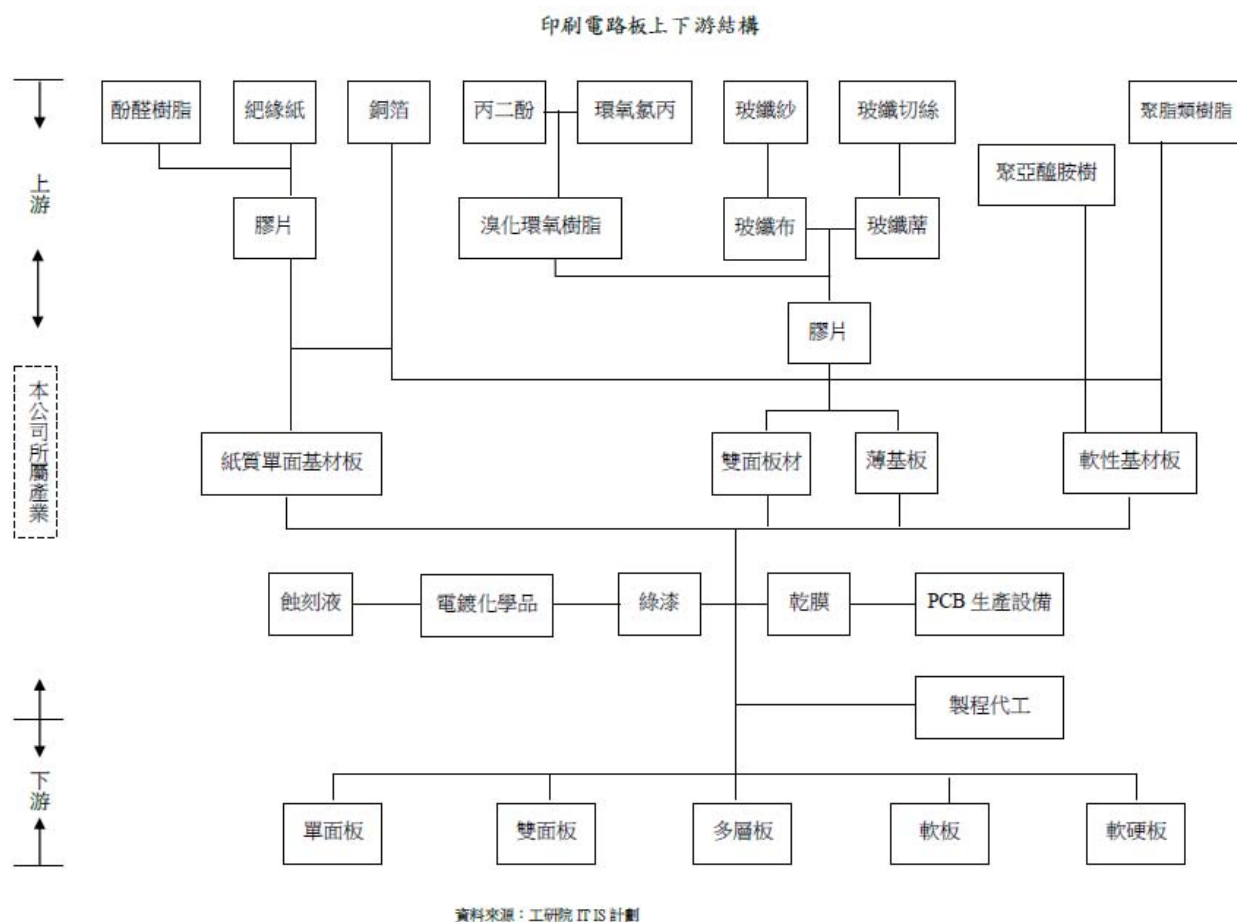 印刷電路板上下游結構
酚醛樹脂
絕緣紙
銅箔
丙二酚
環氧氯丙
玻纖紗
玻纖切絲
聚脂類樹脂
聚亞醯胺樹
上游
膠片
溴化環氧樹脂
玻纖布
玻纖蓆
膠片
本公司所屬產業
紙質單面基材板
雙面板材
薄基板
軟性基材板
蝕刻液
電鍍化學品
綠漆
乾膜
PCB 生產設備
製程代工
下游
單面板
雙面板
多層板
軟板
軟硬板
資料來源：工研院 IT IS 計劃